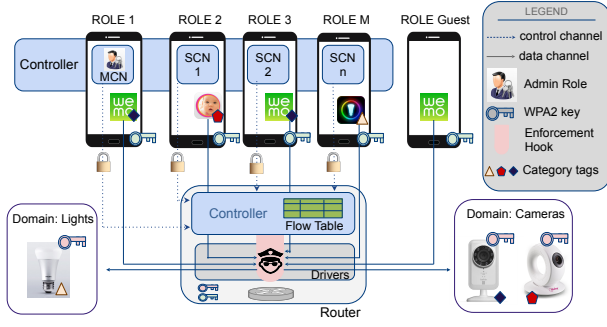 ROLE 1
ROLE 2
ROLE 3
ROLE M
ROLE Guest
LEGEND
control channel
data channel
Admin Role
WPA2 key
Enforcement
Hook
Category tags
Controller
MCN
SCN
1
SCN
2
SCN
n
we
mo
we
mo
we
mo
Controller
Flow Table
Drivers
Router
Domain: Lights
Domain: Cameras